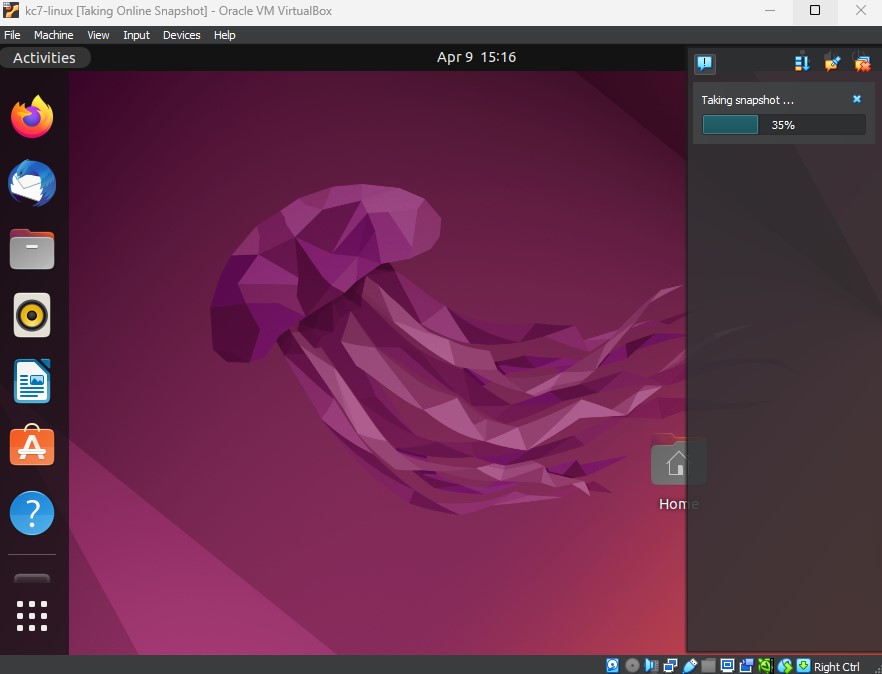 kc7-linux [Taking Online Snapshot] - Oracle VM VirtualBox
File Machine View Input Devices Help
Activities
Apr 9 15:16
Taking snapshot ...
35%
Home
Right Ctrl